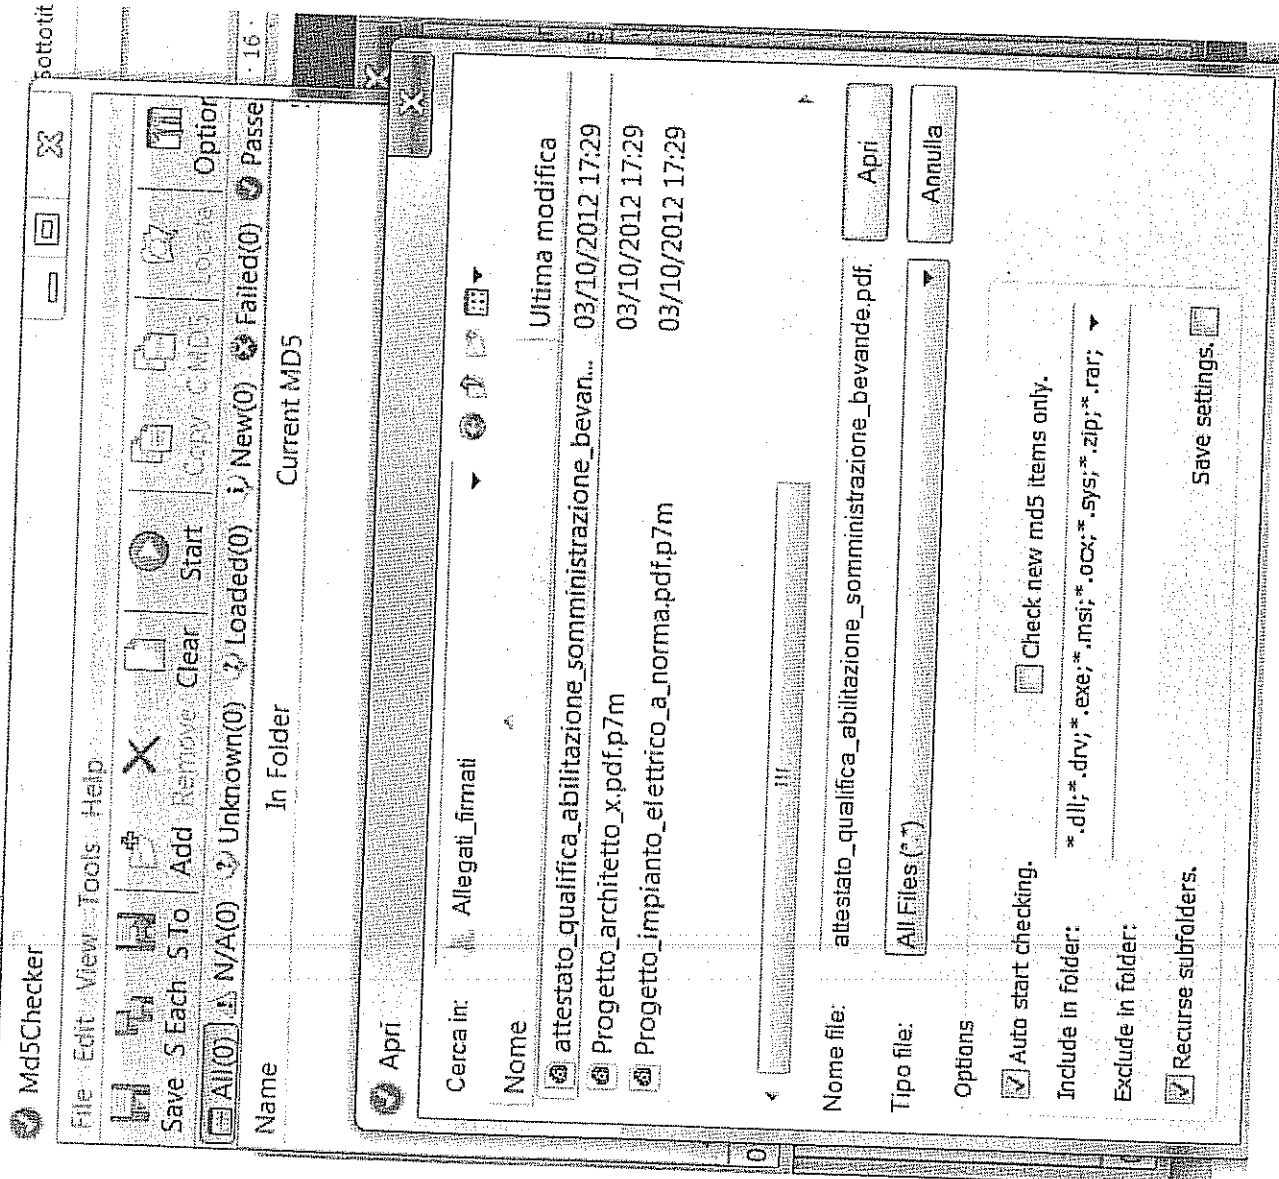 sottotit
Md5Checker
File Edit View Tools Help
Save S Each S To Add Remove Clear Start Copy C MD5 Locate Option
All(0) N/A(0) Unknown(0) Loaded(0) New(0) Failed(0) Passe
· 16 ·
Name In Folder Current MD5
Apri
Cerca in: Allegati_firmati
Nome Ultima modifica
attestato_qualifica_abilitazione_somministrazione_bevan... 03/10/2012 17:29
Progetto_architetto_x.pdf.p7m 03/10/2012 17:29
Progetto_impianto_elettrico_a_norma.pdf.p7m 03/10/2012 17:29
Nome file: attestato_qualifica_abilitazione_somministrazione_bevande.pdf. Apri
Tipo file: All Files (*.*) Annulla
Options
Auto start checking. Check new md5 items only.
Include in folder: *.dll;*.drv;*.exe;*.msi;*.ocx;*.sys;*.zip;*.rar;
Exclude in folder:
Recurse subfolders. Save settings.